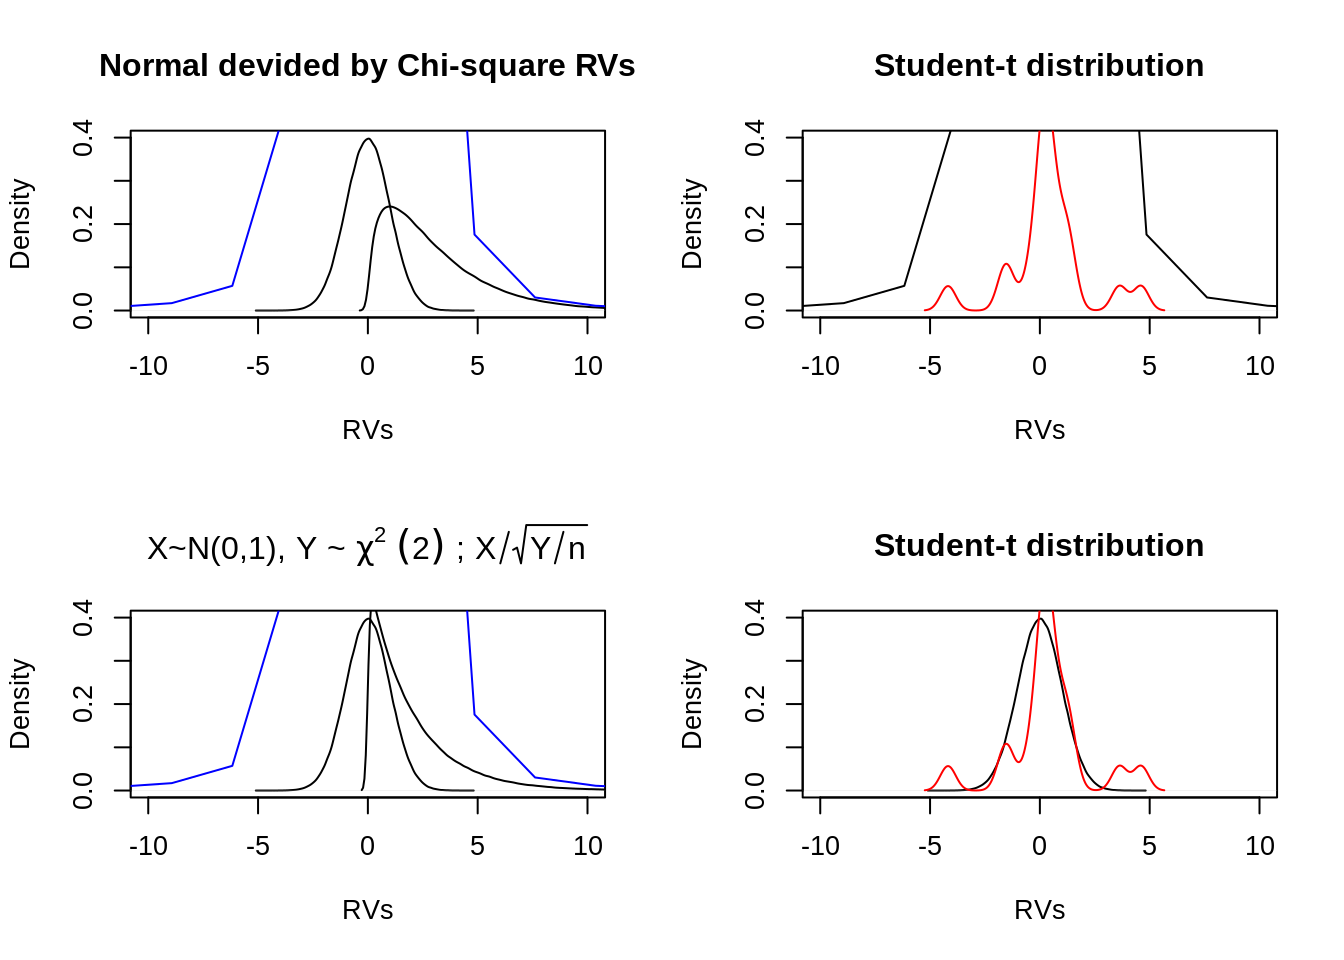 Normal devided by Chi-square RVs
Density
0.0 0.2 0.4
-10 -5 0 5 10
RVs
Student-t distribution
Density
0.0 0.2 0.4
-10 -5 0 5 10
RVs
X~N(0,1), Y ~ χ² (2) ; X/√Y/n
Density
0.0 0.2 0.4
-10 -5 0 5 10
RVs
Student-t distribution
Density
0.0 0.2 0.4
-10 -5 0 5 10
RVs